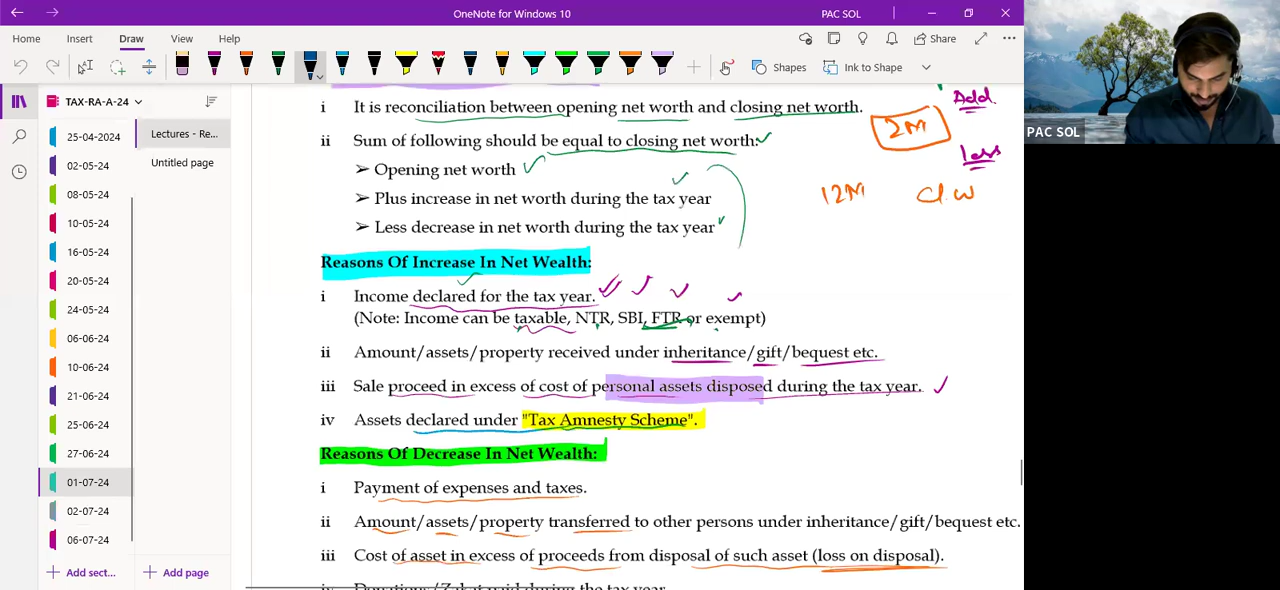 OneNote for Windows 10
PAC SOL
Home
Insert
Draw
View
Help
Share
Shapes
Ink to Shape
TAX-RA-A-24
25-04-2024
02-05-24
08-05-24
10-05-24
16-05-24
20-05-24
24-05-24
06-06-24
10-06-24
21-06-24
25-06-24
27-06-24
01-07-24
02-07-24
06-07-24
Add sect...
Lectures - Re...
Untitled page
Add page
i It is reconciliation between opening net worth and closing net worth.
ii Sum of following should be equal to closing net worth:
➢ Opening net worth
➢ Plus increase in net worth during the tax year
➢ Less decrease in net worth during the tax year
Add.
2M
less
12M Cl. W
Reasons Of Increase In Net Wealth:
i Income declared for the tax year.
(Note: Income can be taxable, NTR, SBI, FTR or exempt)
ii Amount/assets/property received under inheritance/gift/bequest etc.
iii Sale proceed in excess of cost of personal assets disposed during the tax year.
iv Assets declared under "Tax Amnesty Scheme".
Reasons Of Decrease In Net Wealth:
i Payment of expenses and taxes.
ii Amount/assets/property transferred to other persons under inheritance/gift/bequest etc.
iii Cost of asset in excess of proceeds from disposal of such asset (loss on disposal).
iv Donations/Zakat paid during the tax year
PAC SOL